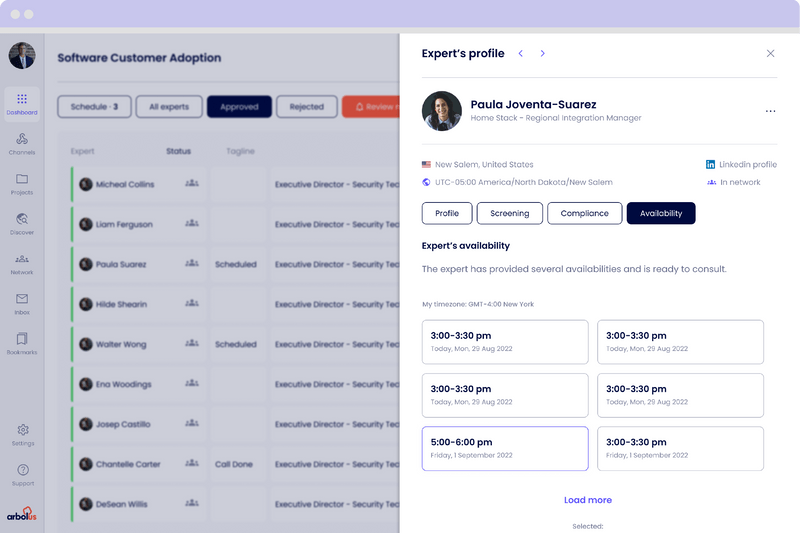 Software Customer Adoption
Schedule · 3
All experts
Approved
Rejected
Review
Dashboard
Channels
Projects
Discover
Network
Inbox
Bookmarks
Settings
Support
arbolus
Expert Status Tagline
Micheal Collins Executive Director - Security Tec
Liam Ferguson Executive Director - Security Tec
Paula Suarez Scheduled Executive Director - Security Tec
Hilde Shearin Executive Director - Security Tec
Walter Wong Scheduled Executive Director - Security Tec
Ena Woodings Executive Director - Security Tec
Josep Castillo Executive Director - Security Tec
Chantelle Carter Call Done Executive Director - Security Tec
DeSean Willis Executive Director - Security Tec
Expert's profile
Paula Joventa-Suarez
Home Stack - Regional Integration Manager
New Salem, United States
Linkedin profile
UTC-05:00 America/North Dakota/New Salem
In network
Profile
Screening
Compliance
Availability
Expert's availability
The expert has provided several availabilities and is ready to consult.
My timezone: GMT-4:00 New York
3:00-3:30 pm
Today, Mon, 29 Aug 2022
3:00-3:30 pm
Today, Mon, 29 Aug 2022
3:00-3:30 pm
Today, Mon, 29 Aug 2022
3:00-3:30 pm
Today, Mon, 29 Aug 2022
5:00-6:00 pm
Friday, 1 September 2022
3:00-3:30 pm
Friday, 1 September 2022
Load more
Selected: